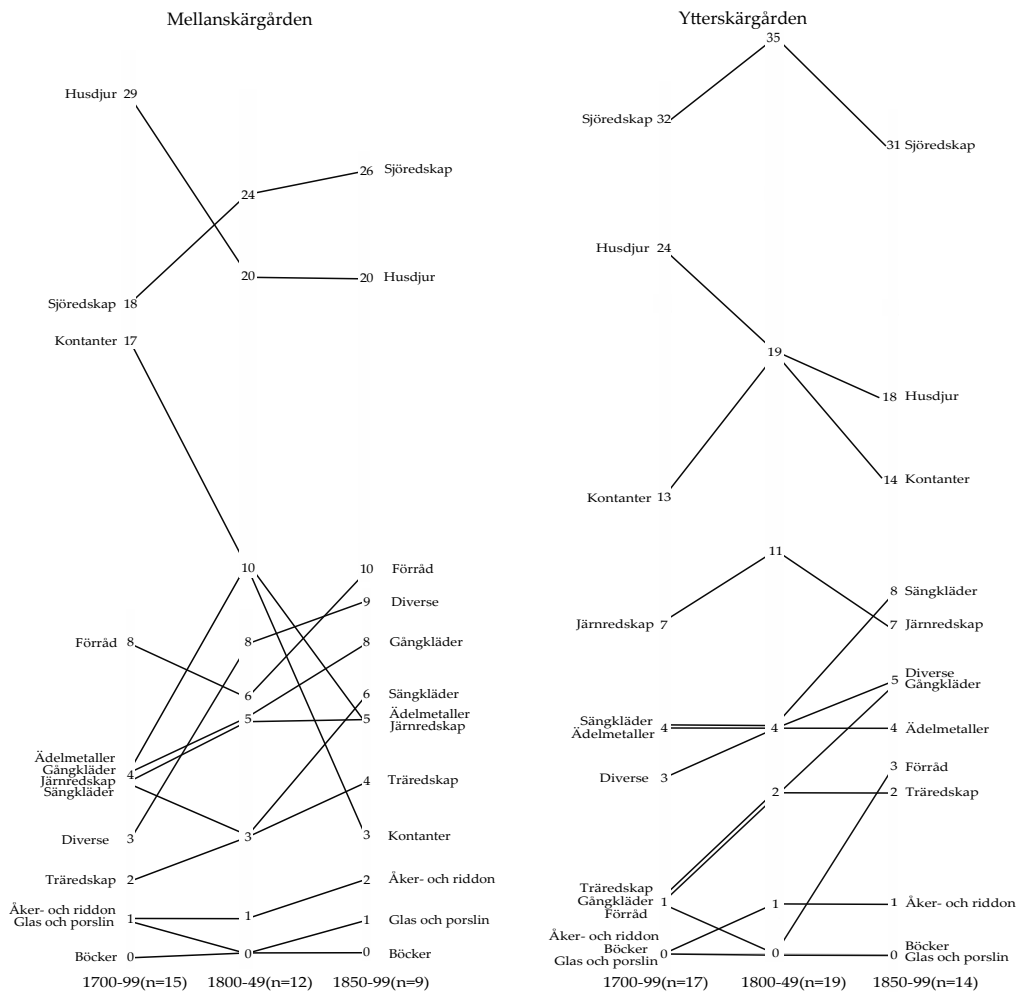 Mellanskärgården
Husdjur 29
Sjöredskap 18
Kontanter 17
Förråd 8
Ädelmetaller
Gångkläder
4
Järnredskap
Sängkläder
Diverse 3
Träredskap 2
Åker- och riddon
1
Glas och porslin
Böcker 0
24
20
10
8
6
5
3
1
0
26 Sjöredskap
20 Husdjur
10 Förråd
9 Diverse
8 Gångkläder
6 Sängkläder
Ädelmetaller
5
Järnredskap
4 Träredskap
3 Kontanter
2 Åker- och riddon
1 Glas och porslin
0 Böcker
1700-99(n=15) 1800-49(n=12) 1850-99(n=9)
Ytterskärgården
Sjöredskap 32
Husdjur 24
Kontanter 13
Järnredskap 7
Sängkläder
4
Ädelmetaller
Diverse 3
Träredskap
Gångkläder 1
Förråd
Åker- och riddon
Böcker 0
Glas och porslin
35
19
11
4
2
1
0
31 Sjöredskap
18 Husdjur
14 Kontanter
8 Sängkläder
7 Järnredskap
Diverse
5
Gångkläder
4 Ädelmetaller
3 Förråd
2 Träredskap
1 Åker- och riddon
Böcker
0
Glas och porslin
1700-99(n=17) 1800-49(n=19) 1850-99(n=14)